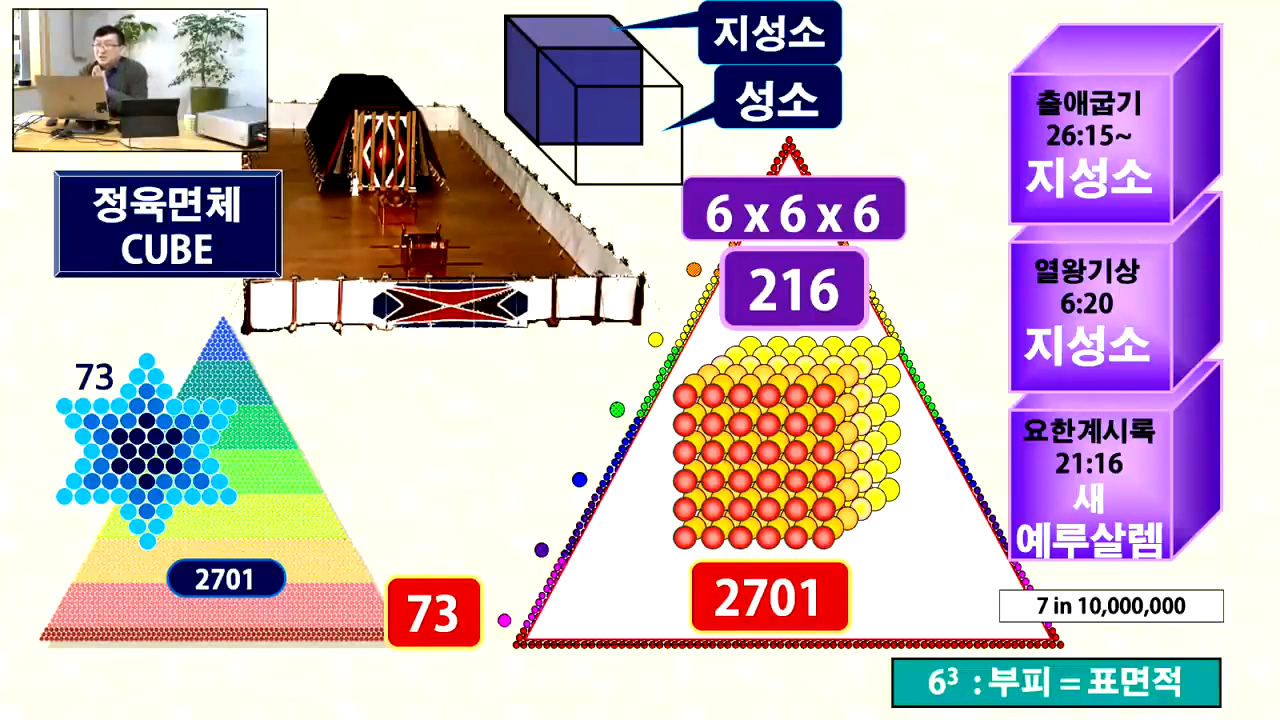 지성소
성소
정육면체
CUBE
6 x 6 x 6
216
출애굽기
26:15~
지성소
열왕기상
6:20
지성소
요한계시록
21:16
새
예루살렘
73
2701
73
2701
7 in 10,000,000
6³ : 부피 = 표면적